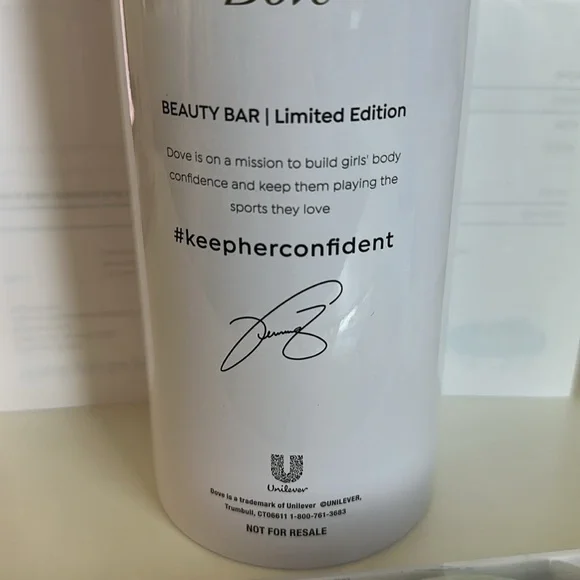 Dove
BEAUTY BAR | Limited Edition
Dove is on a mission to build girls' body
confidence and keep them playing the
sports they love
#keepherconfident
Unilever
Dove is a trademark of Unilever ©UNILEVER,
Trumbull, CT06611 1-800-761-3683
NOT FOR RESALE